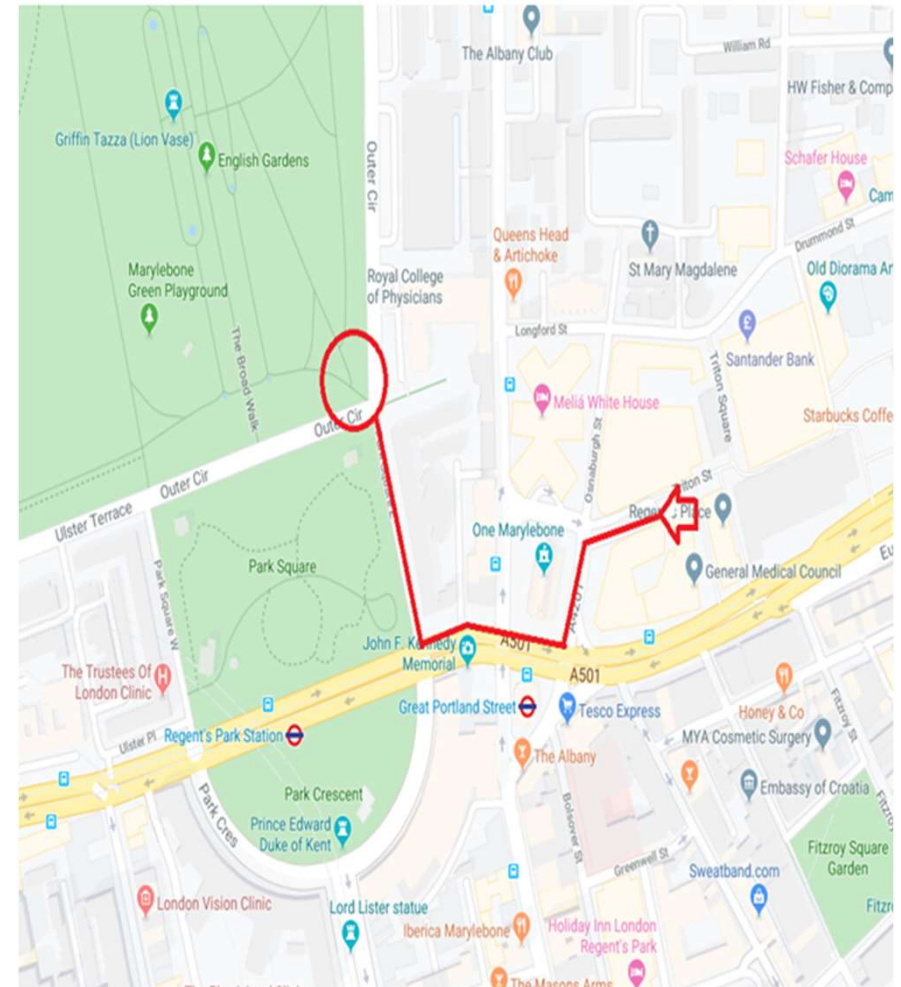 The Albany Club
William Rd
HW Fisher & Comp
Griffin Tazza (Lion Vase)
English Gardens
Outer Cir
Schafer House
Cam
Drummond St
Queens Head
& Artichoke
St Mary Magdalene
Old Diorama Ar
Marylebone
Green Playground
Royal College
of Physicians
Longford St
The Broad Walk
Santander Bank
Triton Square
Meliá White House
Outer Cir
Starbucks Coffe
Osnaburgh St
Outer Cir
Ulster Terrace
Place
One Marylebone
Park Square
General Medical Council
Eu
Park Square W
A501
John F. Kennedy
Memorial
A501
The Trustees Of
London Clinic
Great Portland Street
Tesco Express
Honey & Co
Fitzroy St
Regent's Park Station
Ulster Pl
MYA Cosmetic Surgery
The Albany
Embassy of Croatia
Park Crescent
Park Cres
Prince Edward
Duke of Kent
Bolsover St
Fitzroy Square
Garden
Greenwell St
Sweatband.com
London Vision Clinic
Lord Lister statue
Iberica Marylebone
Holiday Inn London
Regent's Park
Fitzr
The Masons Arms